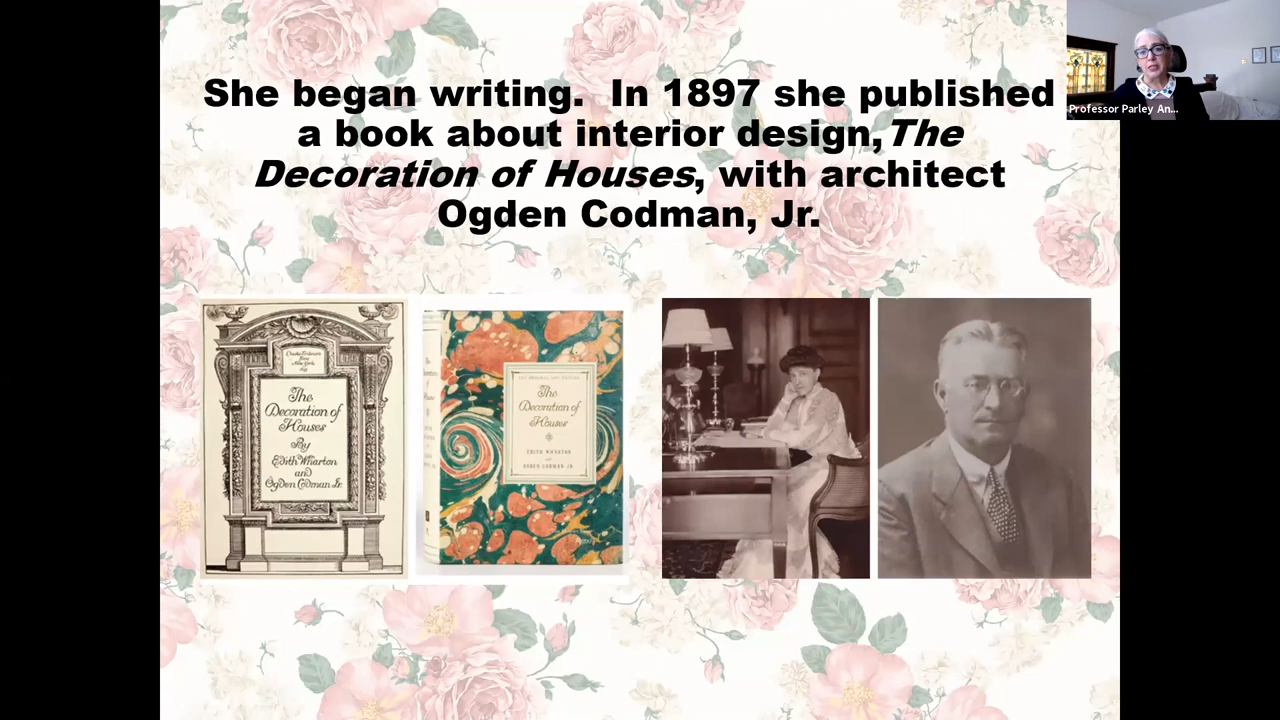 She began writing.  In 1897 she published
a book about interior design,The
Decoration of Houses, with architect
Ogden Codman, Jr.
Professor Parley An...
The
Decoration of
Houses
By
Edith Wharton
and
Ogden Codman Jr.
The
Decoration of
Houses
EDITH WHARTON
OGDEN CODMAN JR